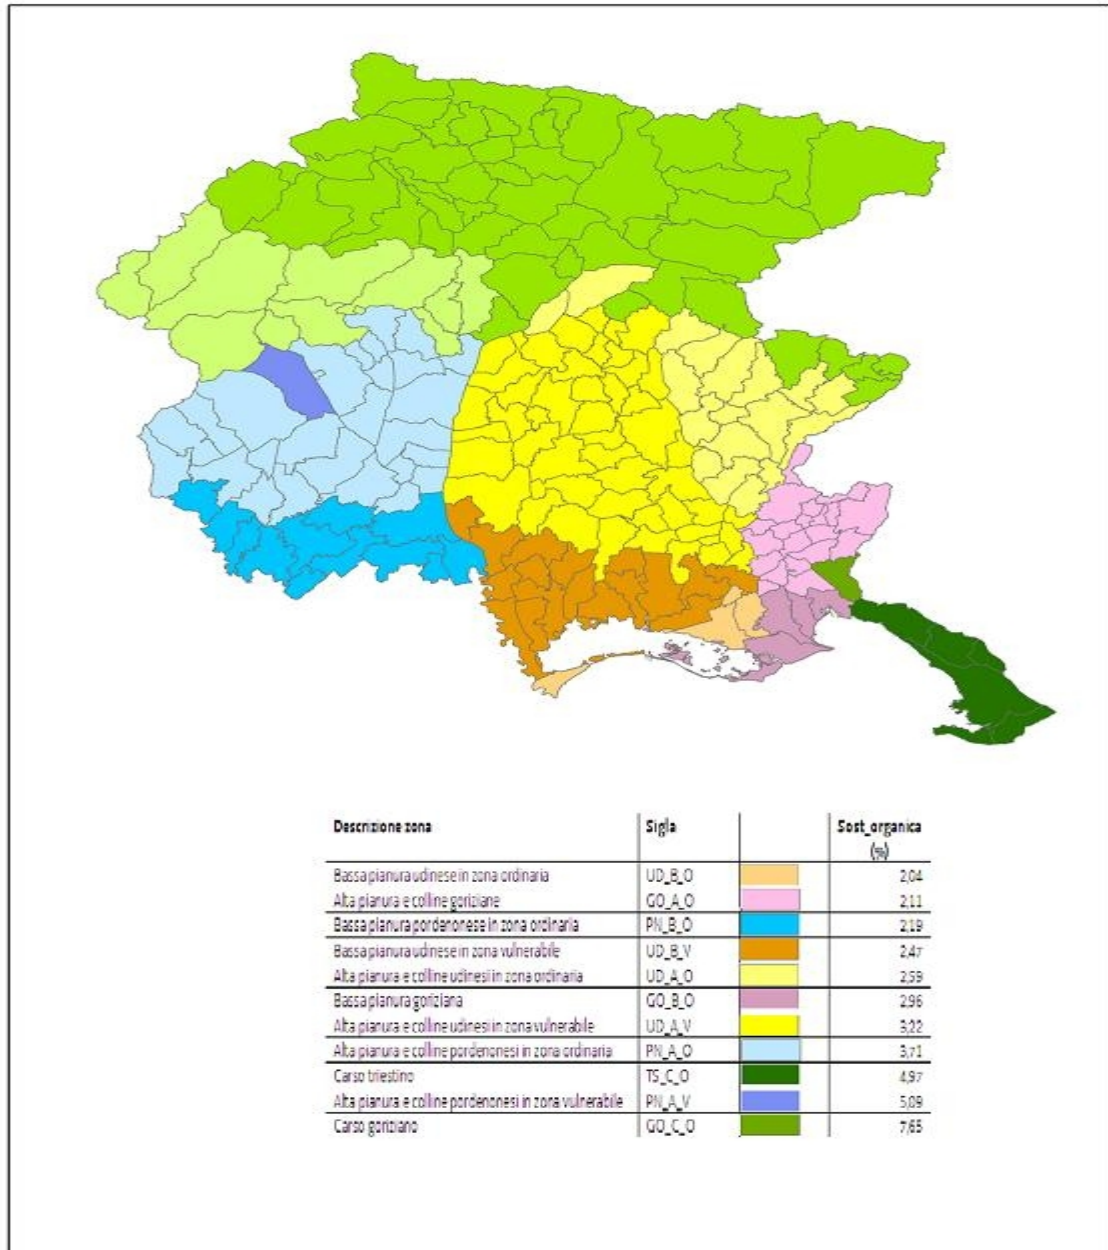 Descrizione zona Sigla Sost_organica
(%)
Bassa pianura udinese in zona ordinaria UD_B_O 2,04
Alta pianura e colline goriziane GO_A_O 2,11
Bassa pianura pordenonese in zona ordinaria PN_B_O 2,19
Bassa pianura udinese in zona vulnerabile UD_B_V 2,47
Alta pianura e colline udinesi in zona ordinaria UD_A_O 2,59
Bassa pianura goriziana GO_B_O 2,96
Alta pianura e colline udinesi in zona vulnerabile UD_A_V 3,22
Alta pianura e colline pordenonesi in zona ordinaria PN_A_O 3,71
Carso triestino TS_C_O 4,97
Alta pianura e colline pordenonesi in zona vulnerabile PN_A_V 5,09
Carso goriziano GO_C_O 7,65